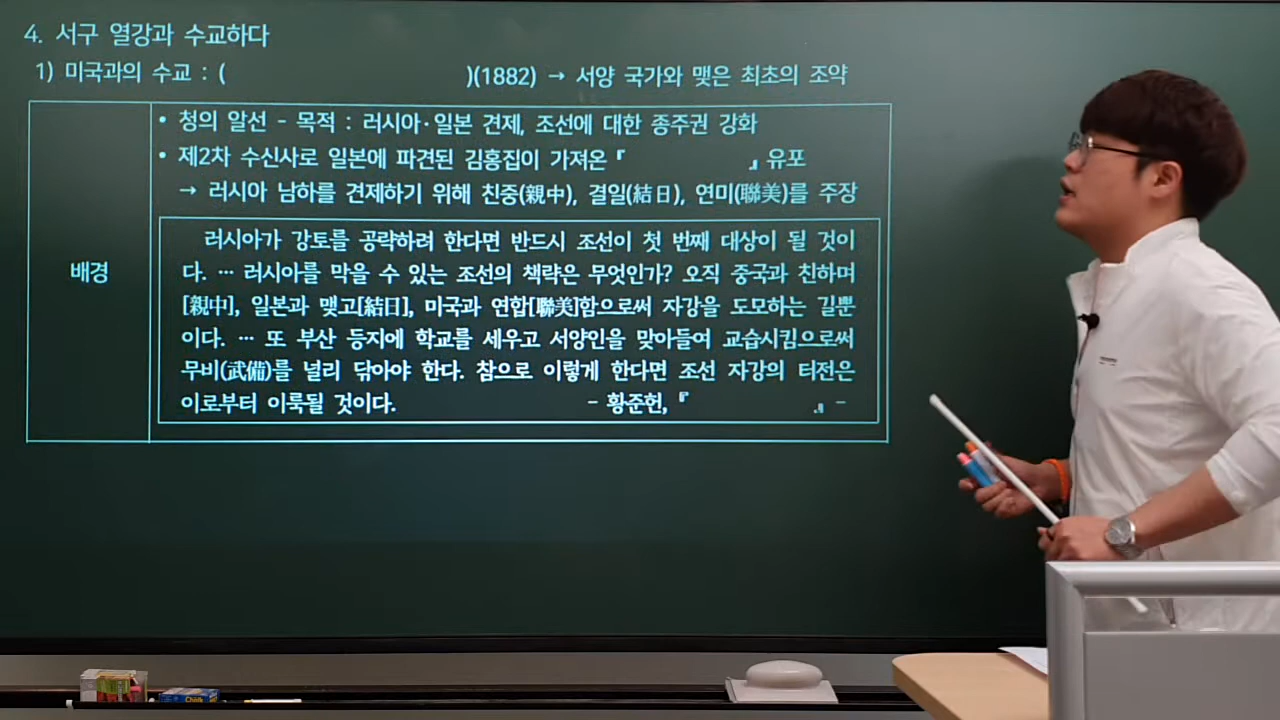 4. 서구 열강과 수교하다
1) 미국과의 수교 : ( )(1882) → 서양 국가와 맺은 최초의 조약
• 청의 알선 - 목적 : 러시아·일본 견제, 조선에 대한 종주권 강화
• 제2차 수신사로 일본에 파견된 김홍집이 가져온 『 』 유포
→ 러시아 남하를 견제하기 위해 친중(親中), 결일(結日), 연미(聯美)를 주장
배경
러시아가 강토를 공략하려 한다면 반드시 조선이 첫 번째 대상이 될 것이
다. … 러시아를 막을 수 있는 조선의 책략은 무엇인가? 오직 중국과 친하며
[親中], 일본과 맺고[結日], 미국과 연합[聯美]함으로써 자강을 도모하는 길뿐
이다. … 또 부산 등지에 학교를 세우고 서양인을 맞아들여 교습시킴으로써
무비(武備)를 널리 닦아야 한다. 참으로 이렇게 한다면 조선 자강의 터전은
이로부터 이룩될 것이다. - 황준헌, 『 』 -